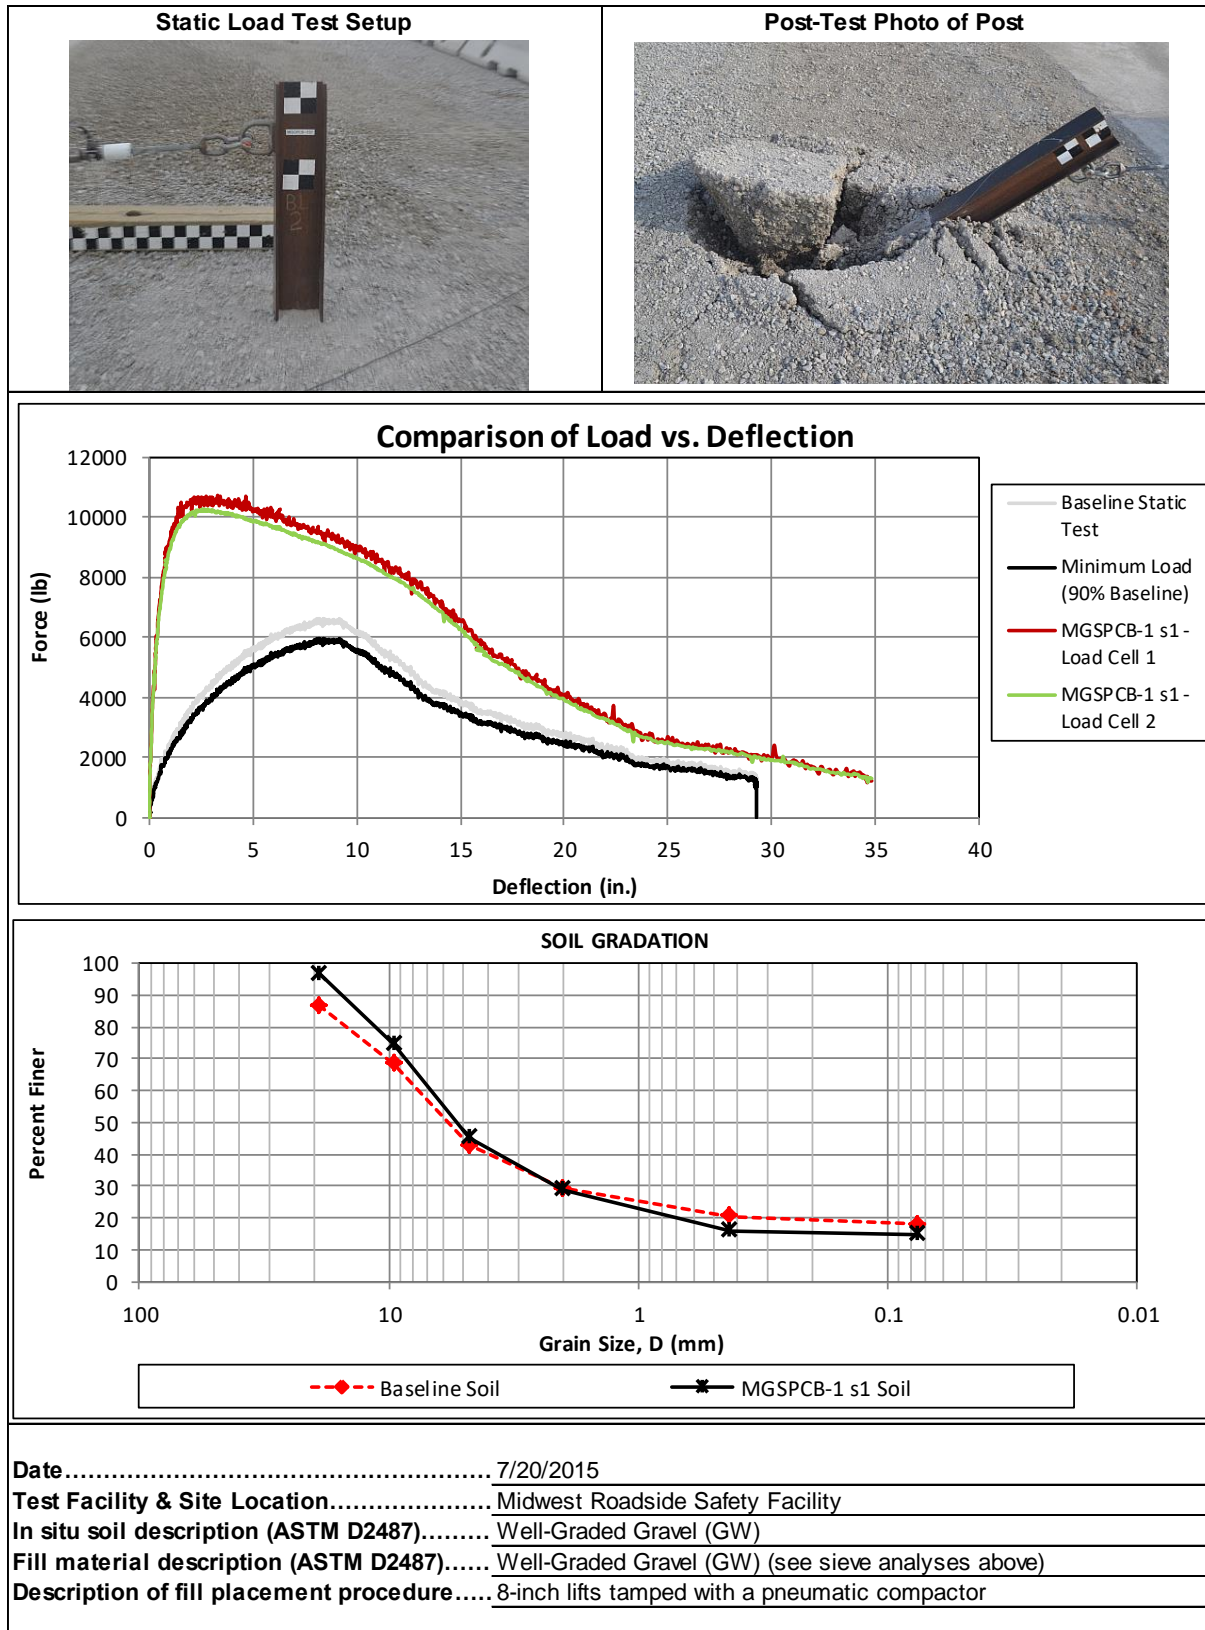 Static Load Test Setup
Post-Test Photo of Post
B1
2
Comparison of Load vs. Deflection
Force (lb)
12000
10000
8000
6000
4000
2000
0
0 5 10 15 20 25 30 35 40
Deflection (in.)
Baseline Static
Test
Minimum Load
(90% Baseline)
MGSPCB-1 s1 -
Load Cell 1
MGSPCB-1 s1 -
Load Cell 2
SOIL GRADATION
Percent Finer
100
90
80
70
60
50
40
30
20
10
0
100 10 1 0.1 0.01
Grain Size, D (mm)
Baseline Soil
MGSPCB-1 s1 Soil
Date...................................................... 7/20/2015
Test Facility & Site Location..................... Midwest Roadside Safety Facility
In situ soil description (ASTM D2487)......... Well-Graded Gravel (GW)
Fill material description (ASTM D2487)...... Well-Graded Gravel (GW) (see sieve analyses above)
Description of fill placement procedure..... 8-inch lifts tamped with a pneumatic compactor